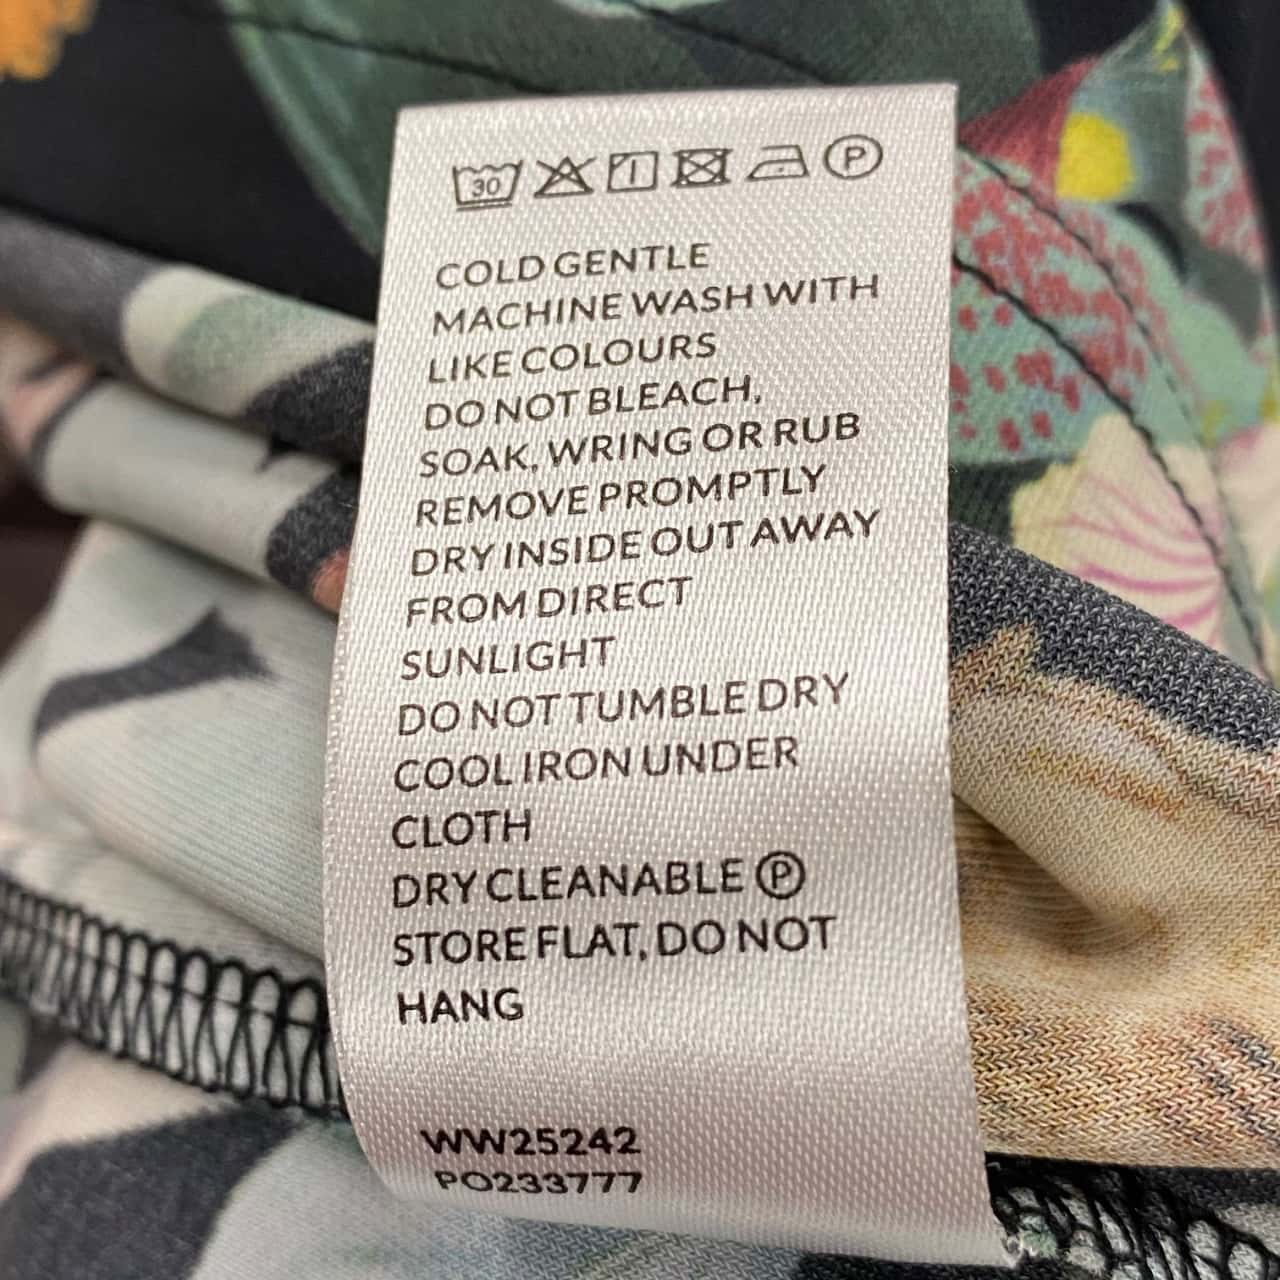 30 P
COLD GENTLE
MACHINE WASH WITH
LIKE COLOURS
DO NOT BLEACH,
SOAK, WRING OR RUB
REMOVE PROMPTLY
DRY INSIDE OUT AWAY
FROM DIRECT
SUNLIGHT
DO NOT TUMBLE DRY
COOL IRON UNDER
CLOTH
DRY CLEANABLE Ⓟ
STORE FLAT, DO NOT
HANG
WW25242
PO233777